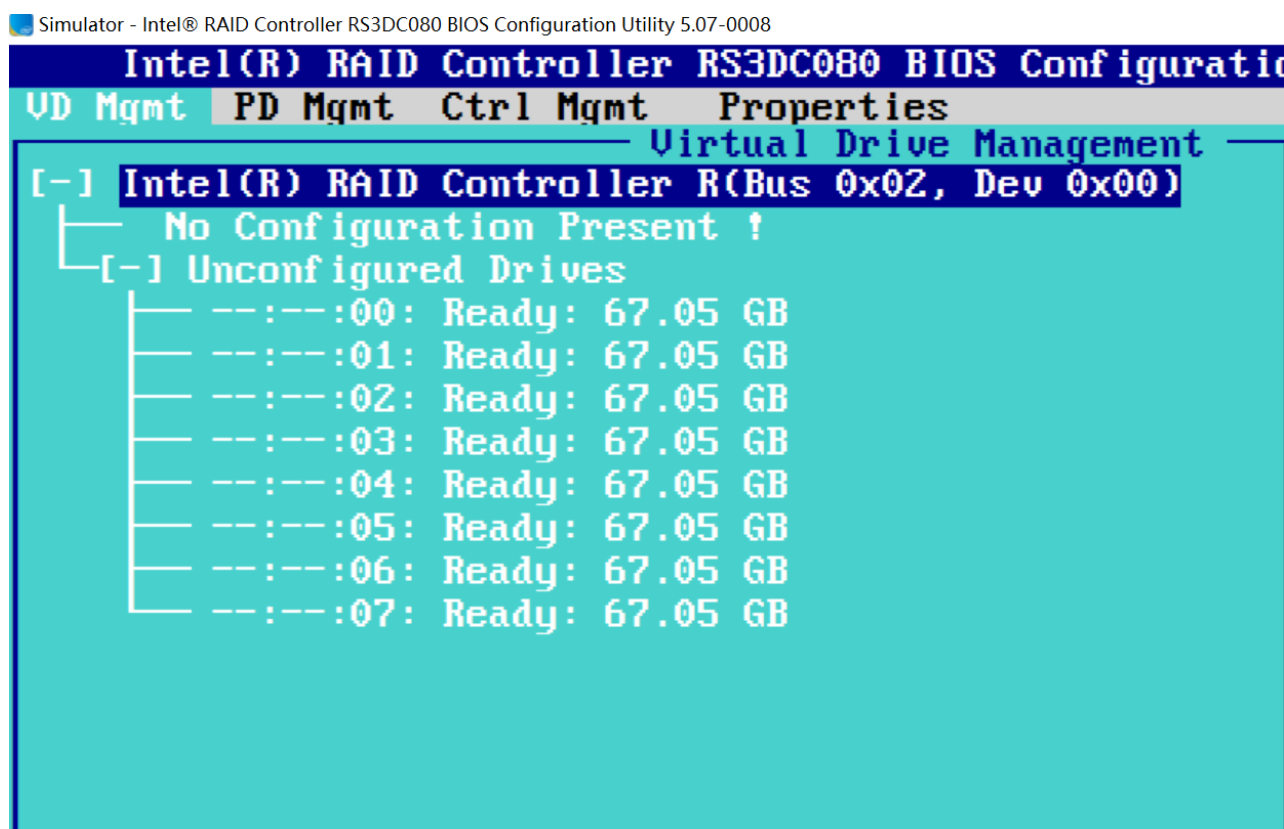 Simulator - Intel® RAID Controller RS3DC080 BIOS Configuration Utility 5.07-0008
Intel(R) RAID Controller RS3DC080 BIOS Configuratio
VD Mgmt PD Mgmt Ctrl Mgmt Properties
Virtual Drive Management
[-] Intel(R) RAID Controller R(Bus 0x02, Dev 0x00)
No Configuration Present !
[-] Unconfigured Drives
--:--:00: Ready: 67.05 GB
--:--:01: Ready: 67.05 GB
--:--:02: Ready: 67.05 GB
--:--:03: Ready: 67.05 GB
--:--:04: Ready: 67.05 GB
--:--:05: Ready: 67.05 GB
--:--:06: Ready: 67.05 GB
--:--:07: Ready: 67.05 GB